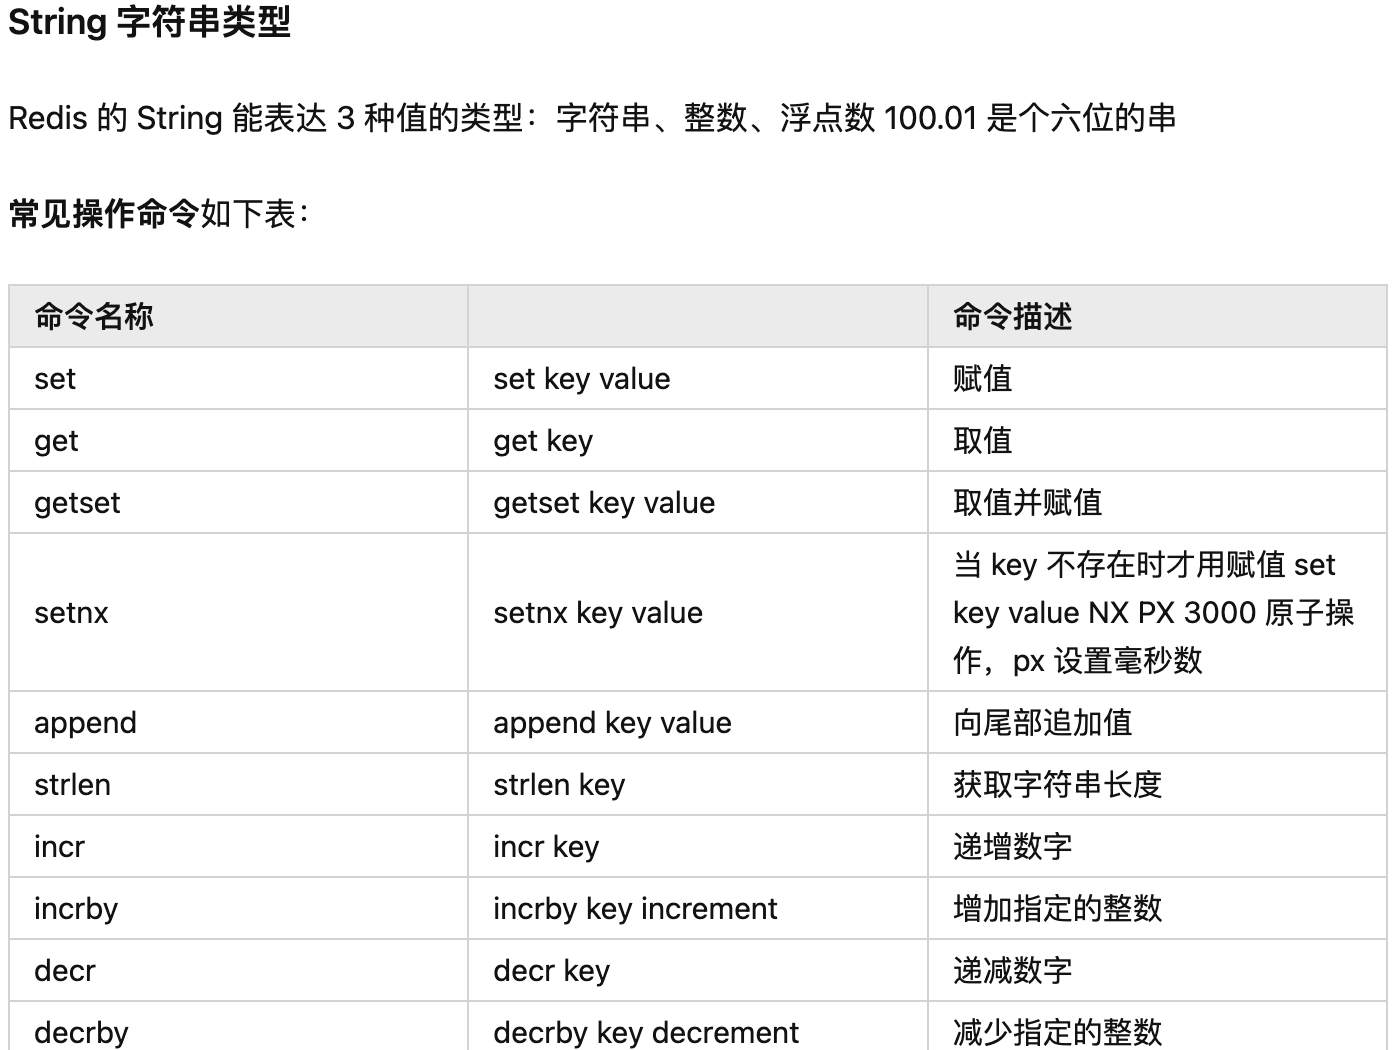 String 字符串类型
Redis 的 String 能表达 3 种值的类型：字符串、整数、浮点数 100.01 是个六位的串
常见操作命令如下表：
命令名称 命令描述
set set key value 赋值
get get key 取值
getset getset key value 取值并赋值
setnx setnx key value 当 key 不存在时才用赋值 set
key value NX PX 3000 原子操
作，px 设置毫秒数
append append key value 向尾部追加值
strlen strlen key 获取字符串长度
incr incr key 递增数字
incrby incrby key increment 增加指定的整数
decr decr key 递减数字
decrby decrby key decrement 减少指定的整数